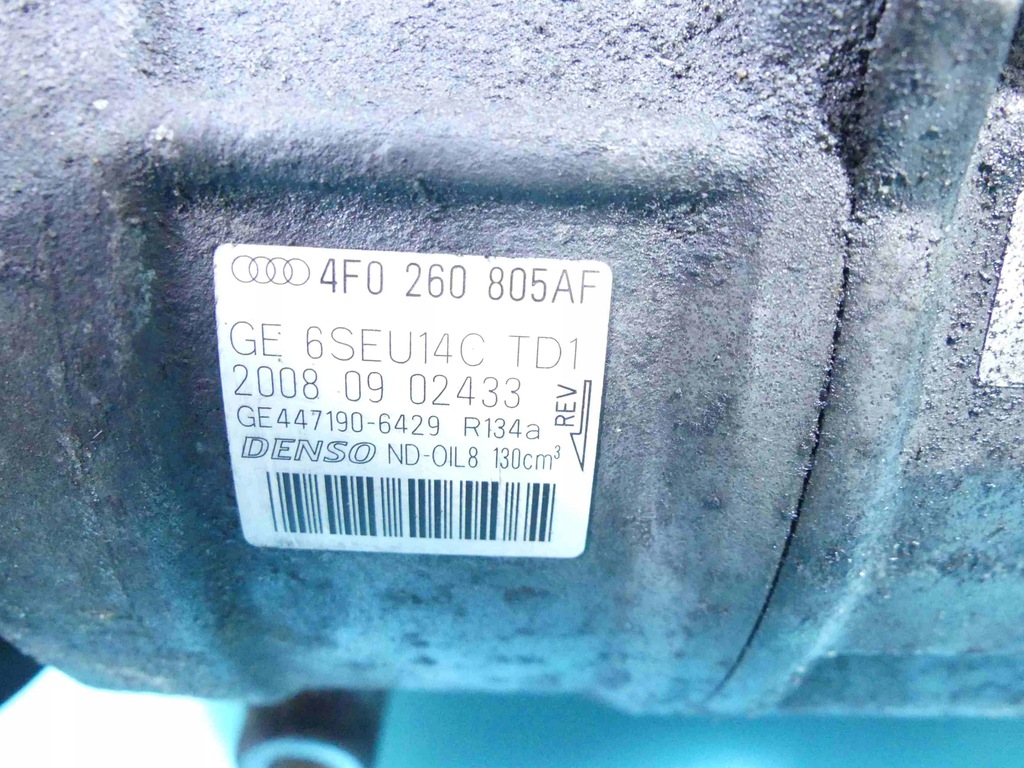 4F0 260 805AF
GE 6SEU14C TD1
2008 09 02433
GE447190-6429 R134a
REV
DENSO ND-OIL8 130cm³